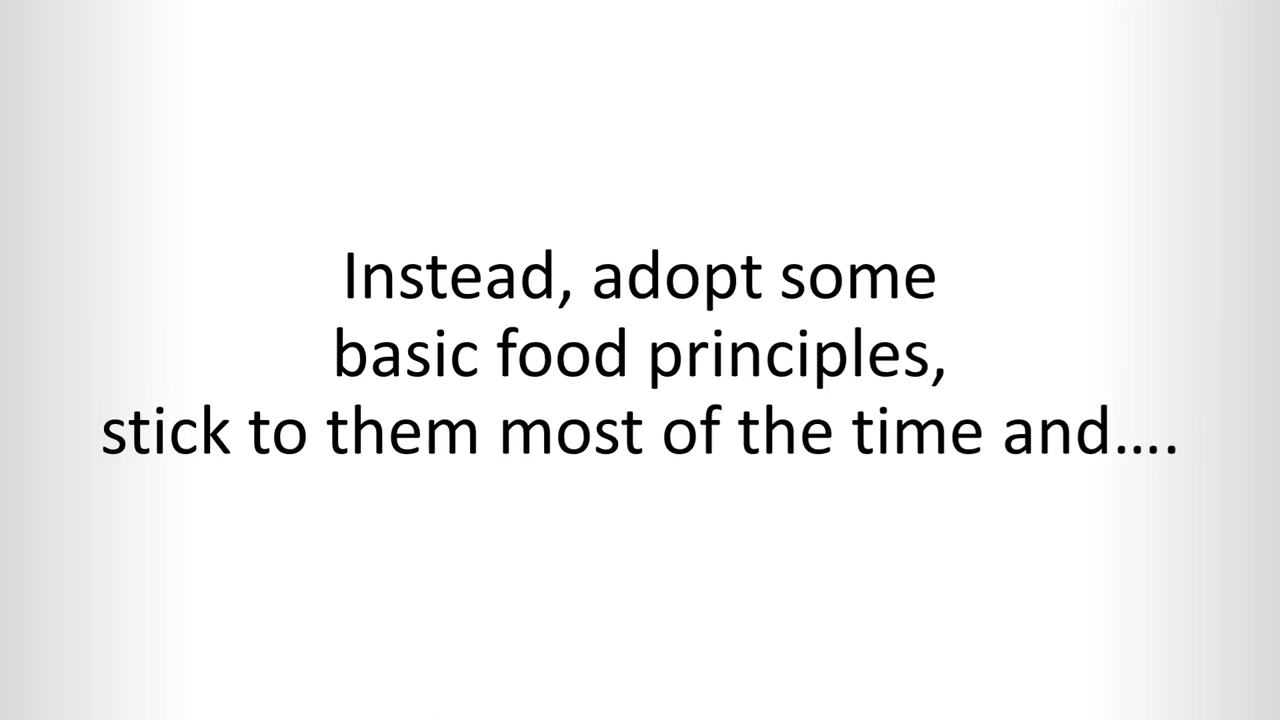 Instead, adopt some
basic food principles,
stick to them most of the time and….